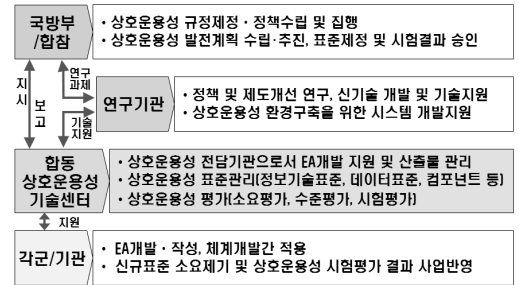 국방부
/합참
• 상호운용성 규정제정 · 정책수립 및 집행
• 상호운용성 발전계획 수립·추진, 표준제정 및 시험결과 승인
지시
보고
연구
과제
기술
지원
연구기관
• 정책 및 제도개선 연구, 신기술 개발 및 기술지원
• 상호운용성 환경구축을 위한 시스템 개발지원
합동
상호운용성
기술센터
• 상호운용성 전담기관으로서 EA개발 지원 및 산출물 관리
• 상호운용성 표준관리(정보기술표준, 데이터표준, 컴포넌트 등)
• 상호운용성 평가(소요평가, 수준평가, 시험평가)
지원
각군/기관
• EA개발 · 작성, 체계개발간 적용
• 신규표준 소요제기 및 상호운용성 시험평가 결과 사업반영